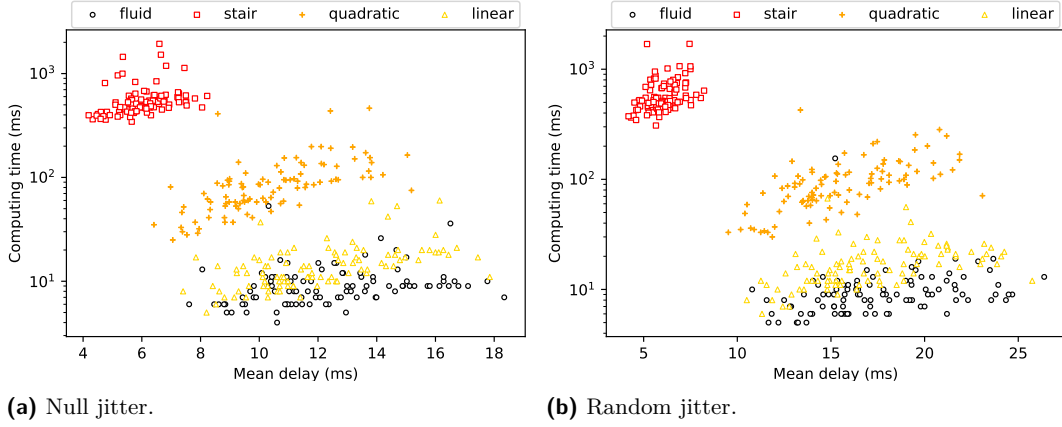 fluid stair quadratic linear
fluid stair quadratic linear
10³
10²
10¹
Computing time (ms)
4 6 8 10 12 14 16 18
Mean delay (ms)
10³
10²
10¹
Computing time (ms)
5 10 15 20 25
Mean delay (ms)
(a) Null jitter.
(b) Random jitter.